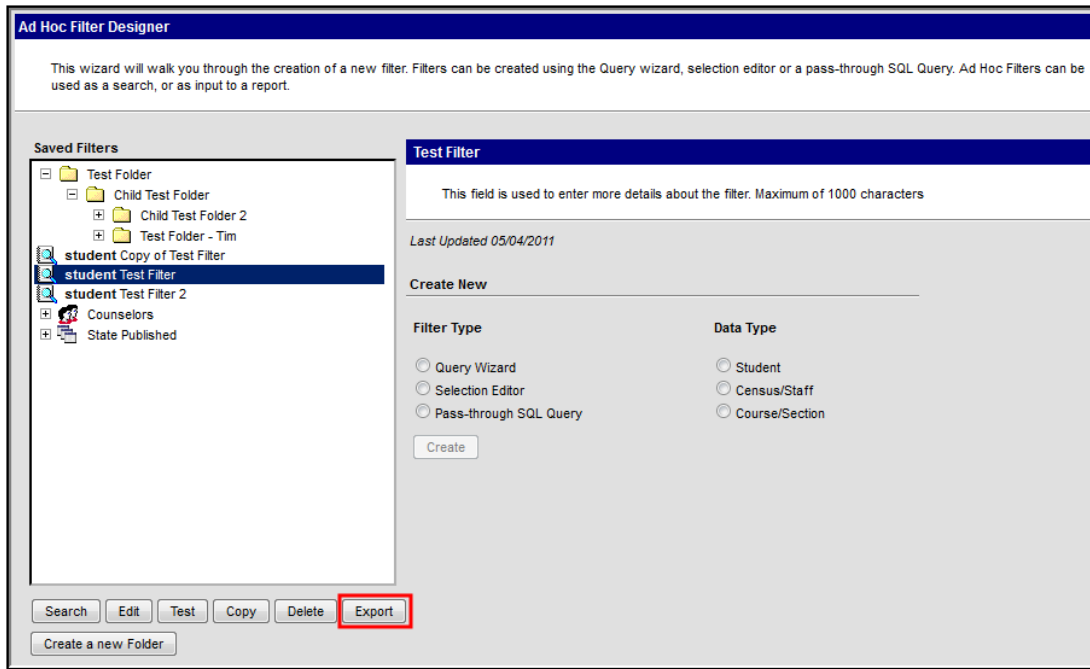 Ad Hoc Filter Designer
This wizard will walk you through the creation of a new filter. Filters can be created using the Query wizard, selection editor or a pass-through SQL Query. Ad Hoc Filters can be
used as a search, or as input to a report.
Saved Filters
Test Folder
Child Test Folder
Child Test Folder 2
Test Folder - Tim
student Copy of Test Filter
student Test Filter
student Test Filter 2
Counselors
State Published
Search Edit Test Copy Delete Export
Create a new Folder
Test Filter
This field is used to enter more details about the filter. Maximum of 1000 characters
Last Updated 05/04/2011
Create New
Filter Type
Query Wizard
Selection Editor
Pass-through SQL Query
Create
Data Type
Student
Census/Staff
Course/Section